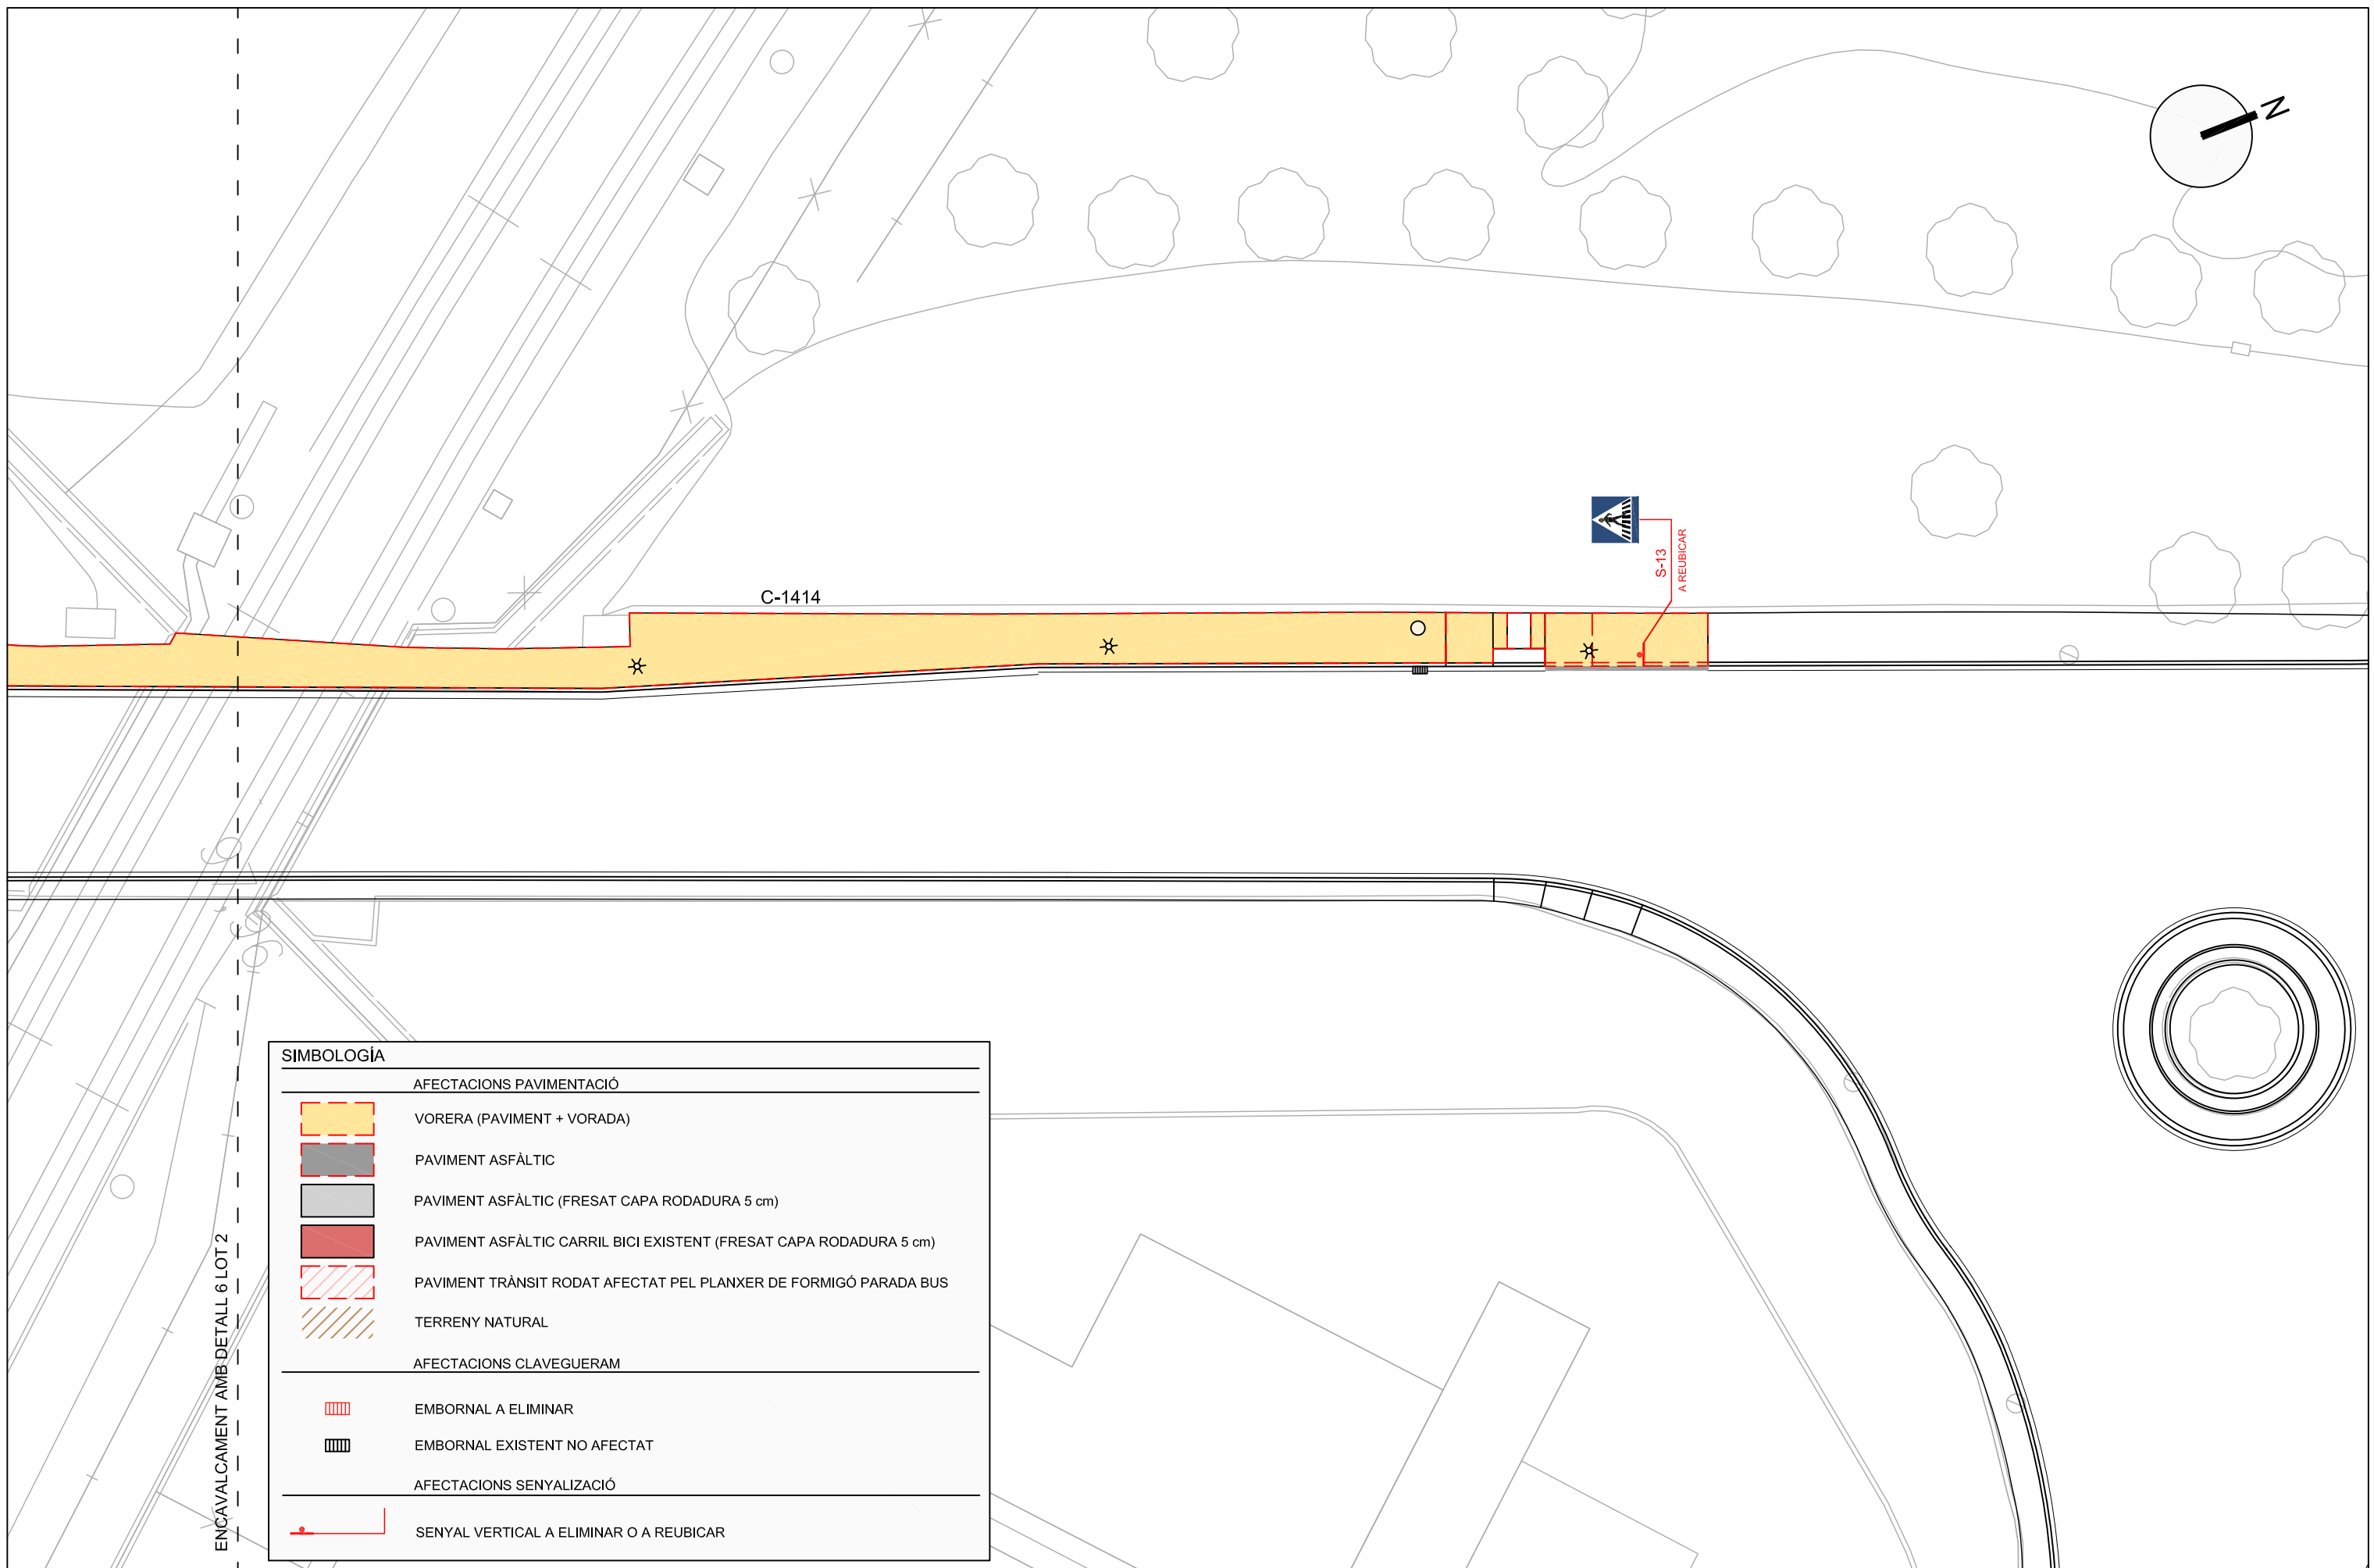 N
C-1414
S-13
A REUBICAR
ENCAVALCAMENT AMB DETALL 6 LOT 2
SIMBOLOGÍA
AFECTACIONS PAVIMENTACIÓ
VORERA (PAVIMENT + VORADA)
PAVIMENT ASFÀLTIC
PAVIMENT ASFÀLTIC (FRESAT CAPA RODADURA 5 cm)
PAVIMENT ASFÀLTIC CARRIL BICI EXISTENT (FRESAT CAPA RODADURA 5 cm)
PAVIMENT TRÀNSIT RODAT AFECTAT PEL PLANXER DE FORMIGÓ PARADA BUS
TERRENY NATURAL
AFECTACIONS CLAVEGUERAM
EMBORNAL A ELIMINAR
EMBORNAL EXISTENT NO AFECTAT
AFECTACIONS SENYALIZACIÓ
SENYAL VERTICAL A ELIMINAR O A REUBICAR